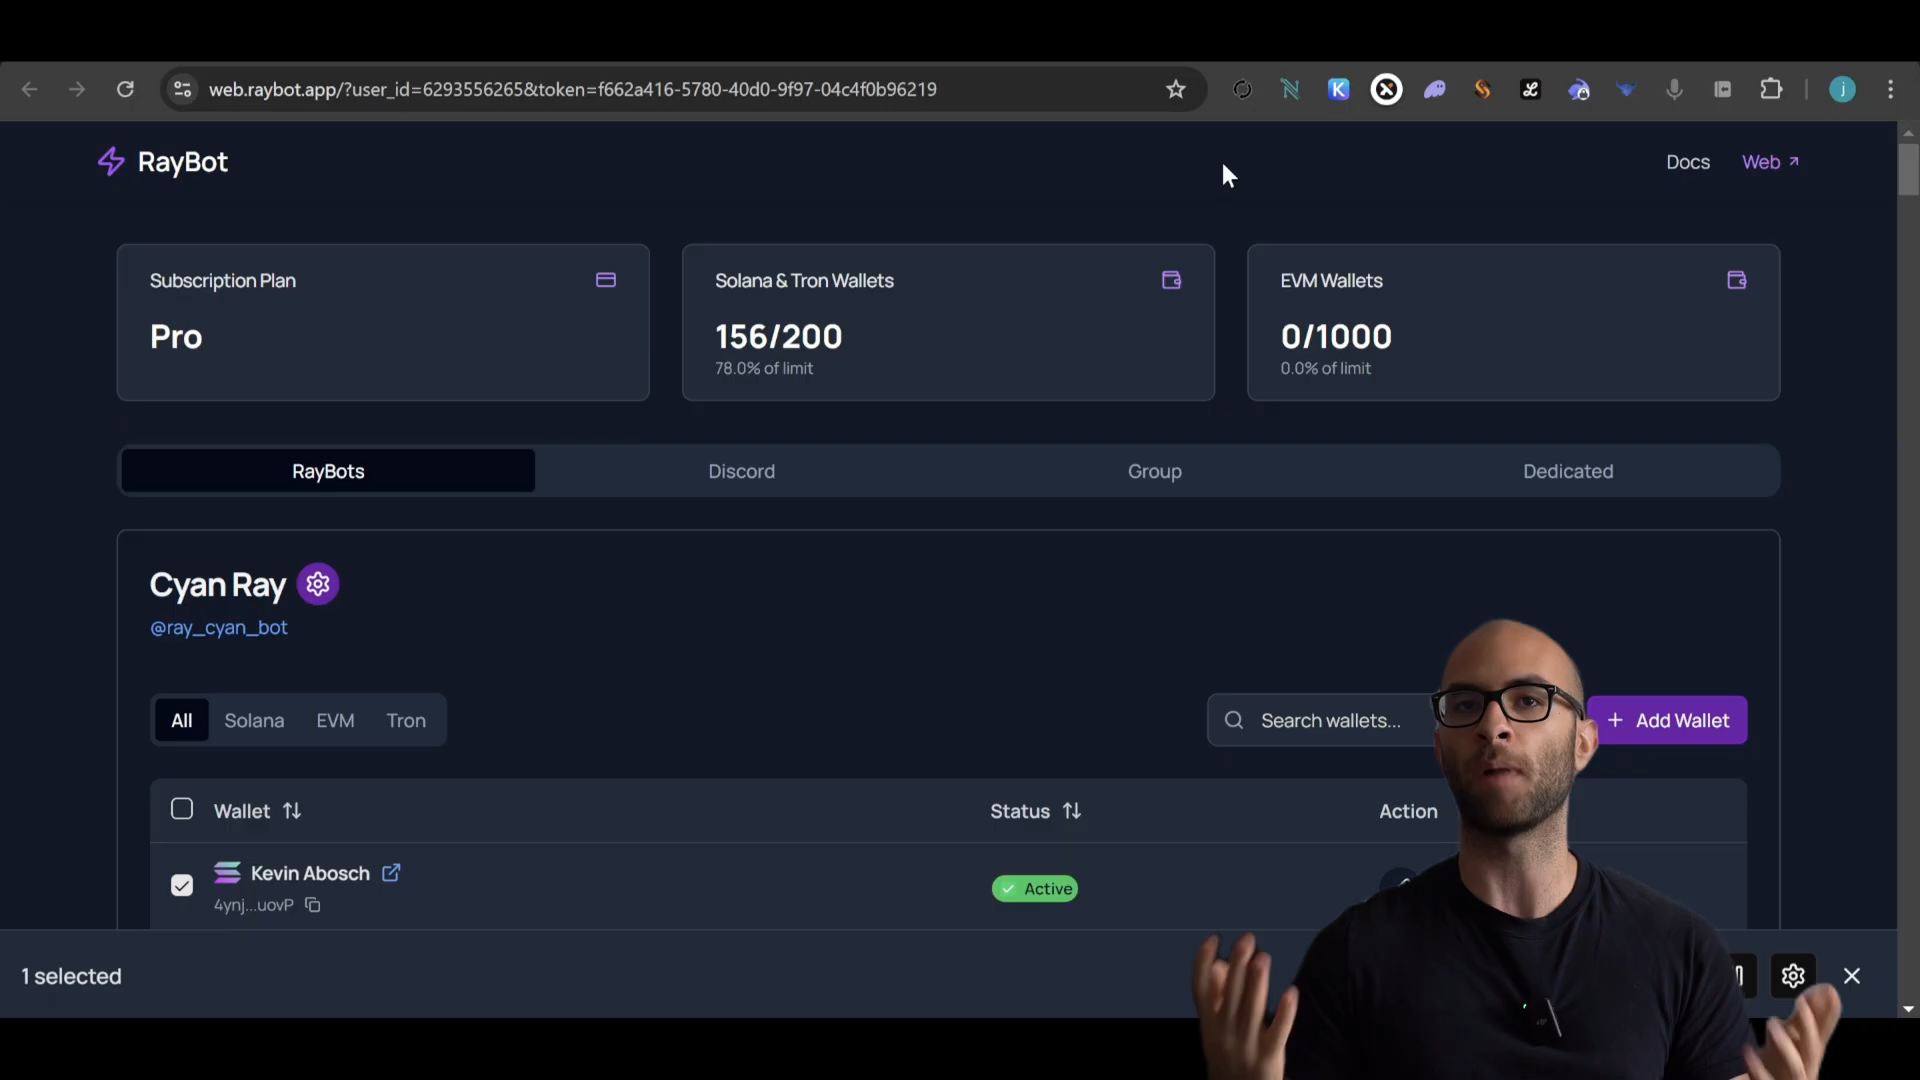 web.raybot.app/?user_id=6293556265&token=f662a416-5780-40d0-9f97-04c4f0b96219
K
j
RayBot
Docs
Web
Subscription Plan
Pro
Solana & Tron Wallets
156/200
78.0% of limit
EVM Wallets
0/1000
0.0% of limit
RayBots
Discord
Group
Dedicated
Cyan Ray
@ray_cyan_bot
All
Solana
EVM
Tron
Search wallets...
+ Add Wallet
Wallet
Status
Action
Kevin Abosch
4ynj...uovP
Active
1 selected